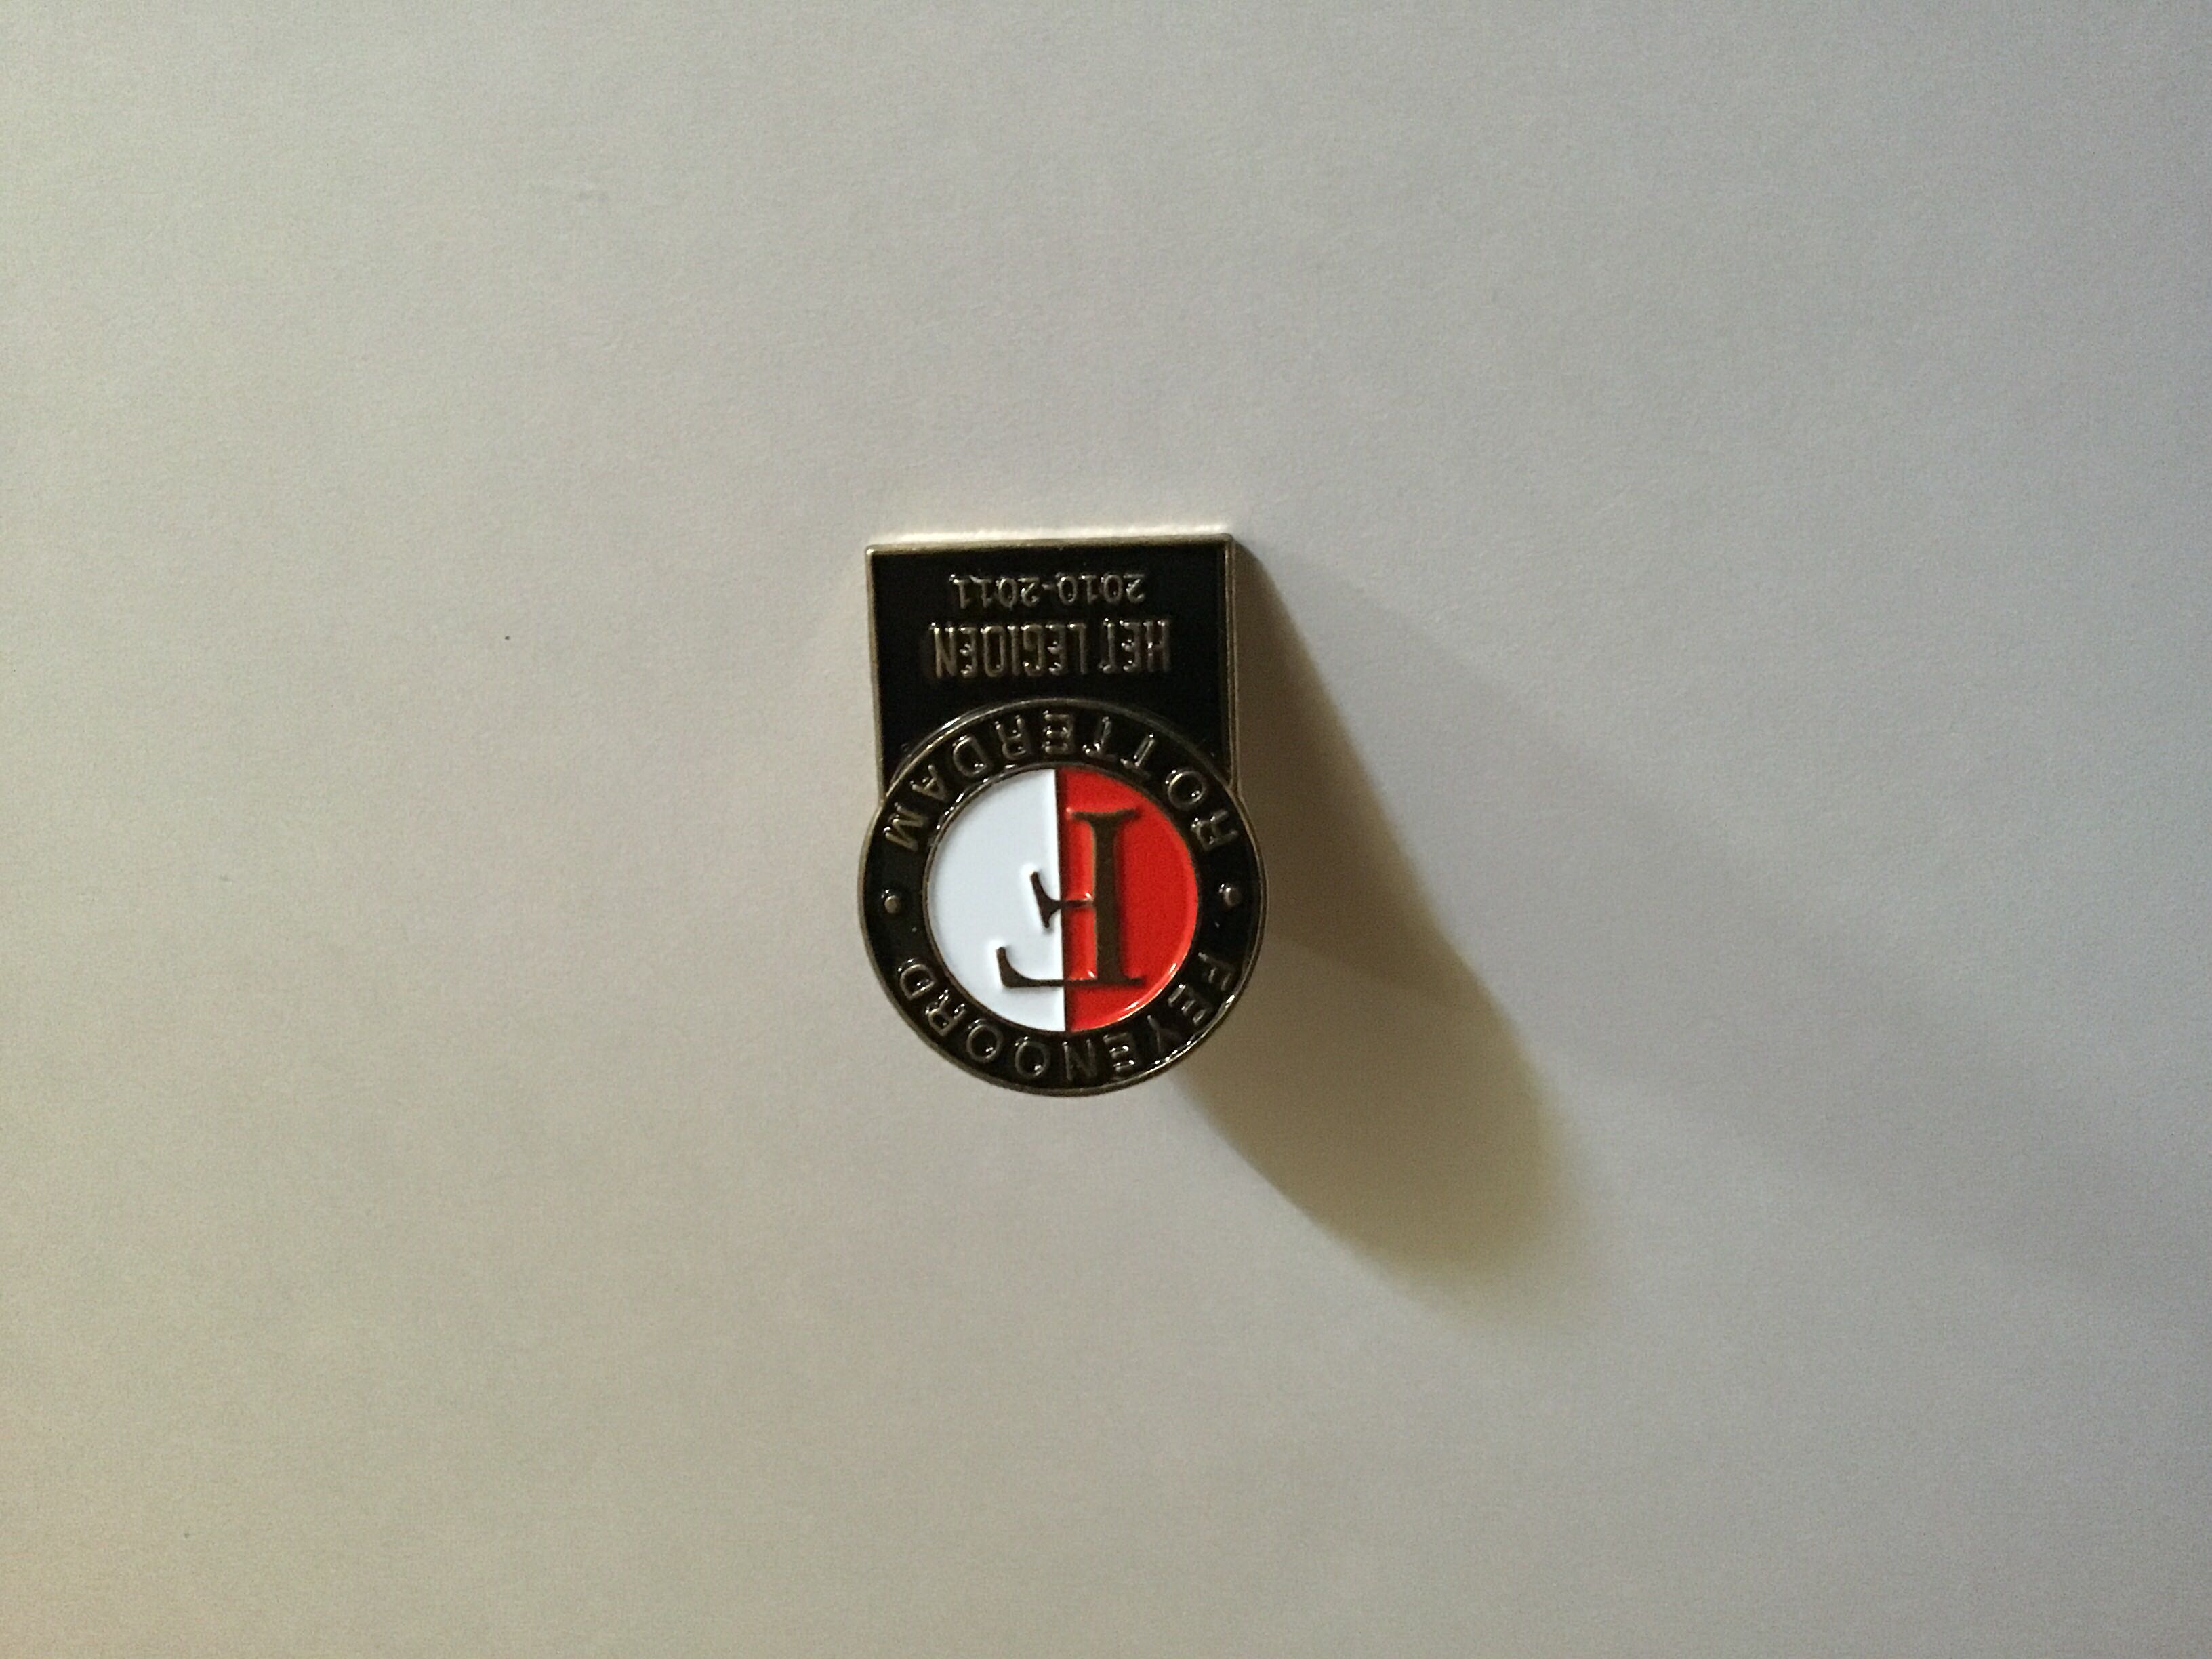 FEYENOORD
F
ROTTERDAM
HET LEGIOEN
2010-2011